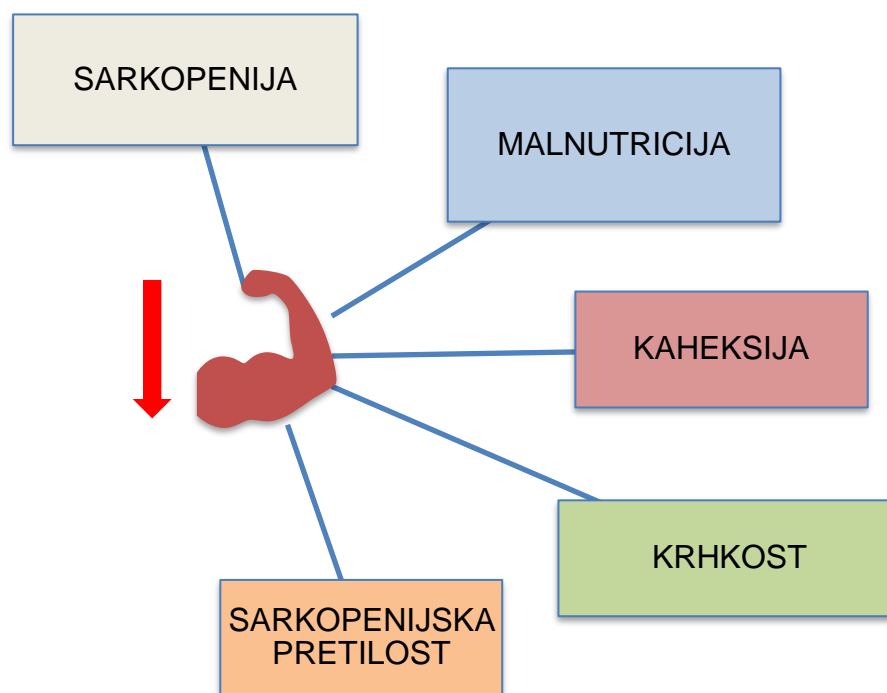 SARKOPENIJA
MALNUTRICIJA
KAHEKSIJA
KRHKOST
SARKOPENIJSKA
PRETILOST